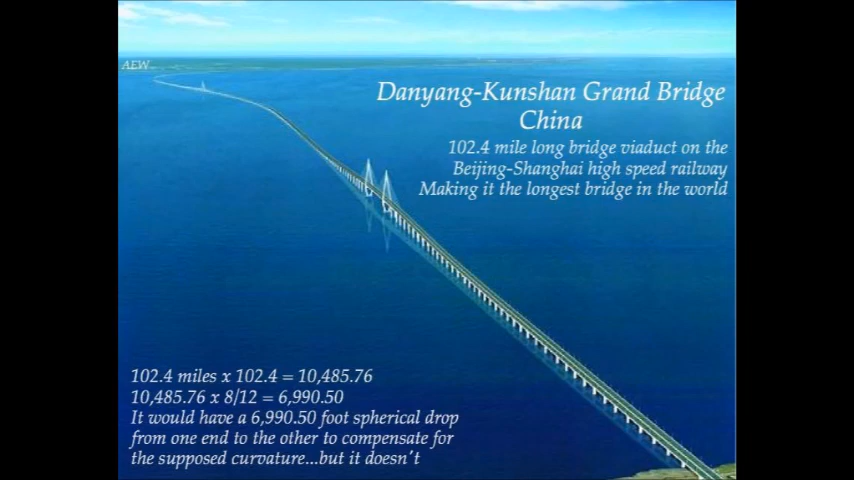 AEW
Danyang-Kunshan Grand Bridge
China
102.4 mile long bridge viaduct on the
Beijing-Shanghai high speed railway
Making it the longest bridge in the world
102.4 miles x 102.4 = 10,485.76
10,485.76 x 8/12 = 6,990.50
It would have a 6,990.50 foot spherical drop
from one end to the other to compensate for
the supposed curvature...but it doesn't